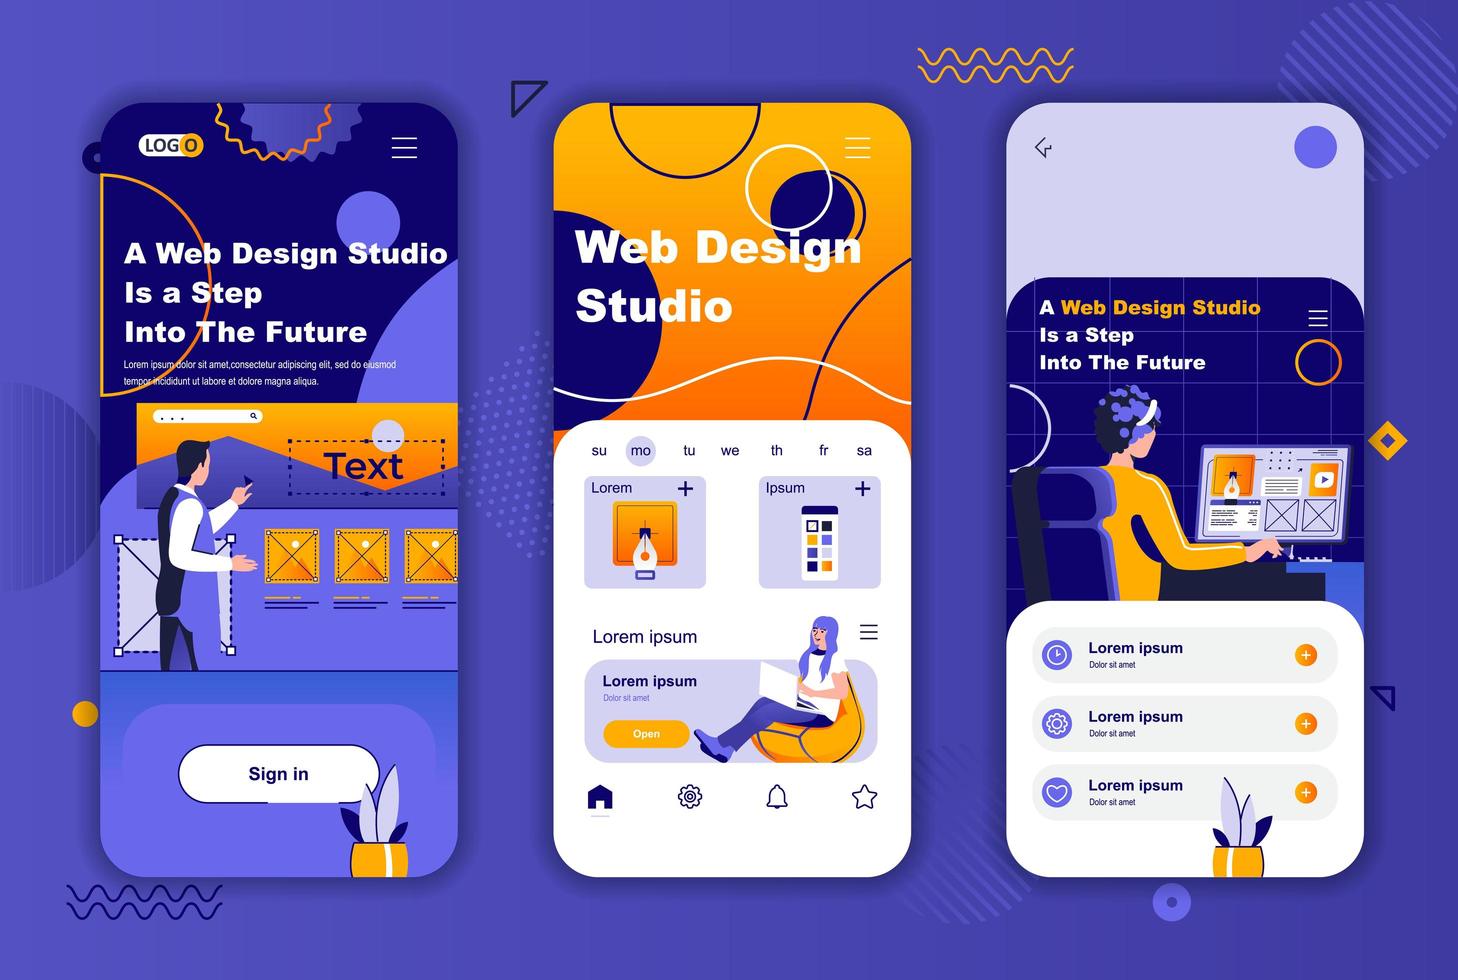 LOGO
A Web Design Studio
Is a Step
Into The Future
Lorem ipsum dolor sit amet,consectetur adipiscing elit, sed do eiusmod
tempor incididunt ut labore et dolore magna aliqua.
Text
Sign in
Web Design
Studio
su mo tu we th fr sa
Lorem
Ipsum
Lorem ipsum
Lorem ipsum
Dolor sit amet
Open
A Web Design Studio
Is a Step
Into The Future
Lorem ipsum
Dolor sit amet
Lorem ipsum
Dolor sit amet
Lorem ipsum
Dolor sit amet